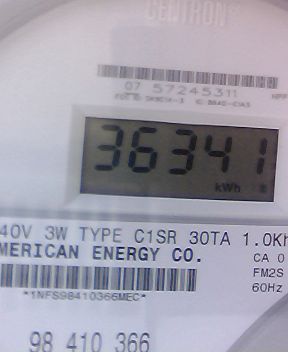 CENTRON
07 57245311
36341
kWh
40V 3W TYPE C1SR 30TA 1.0Kh
MERICAN ENERGY CO.
CA 0
FM2S
60Hz
*1NFS98410366MEC*
98 410 366